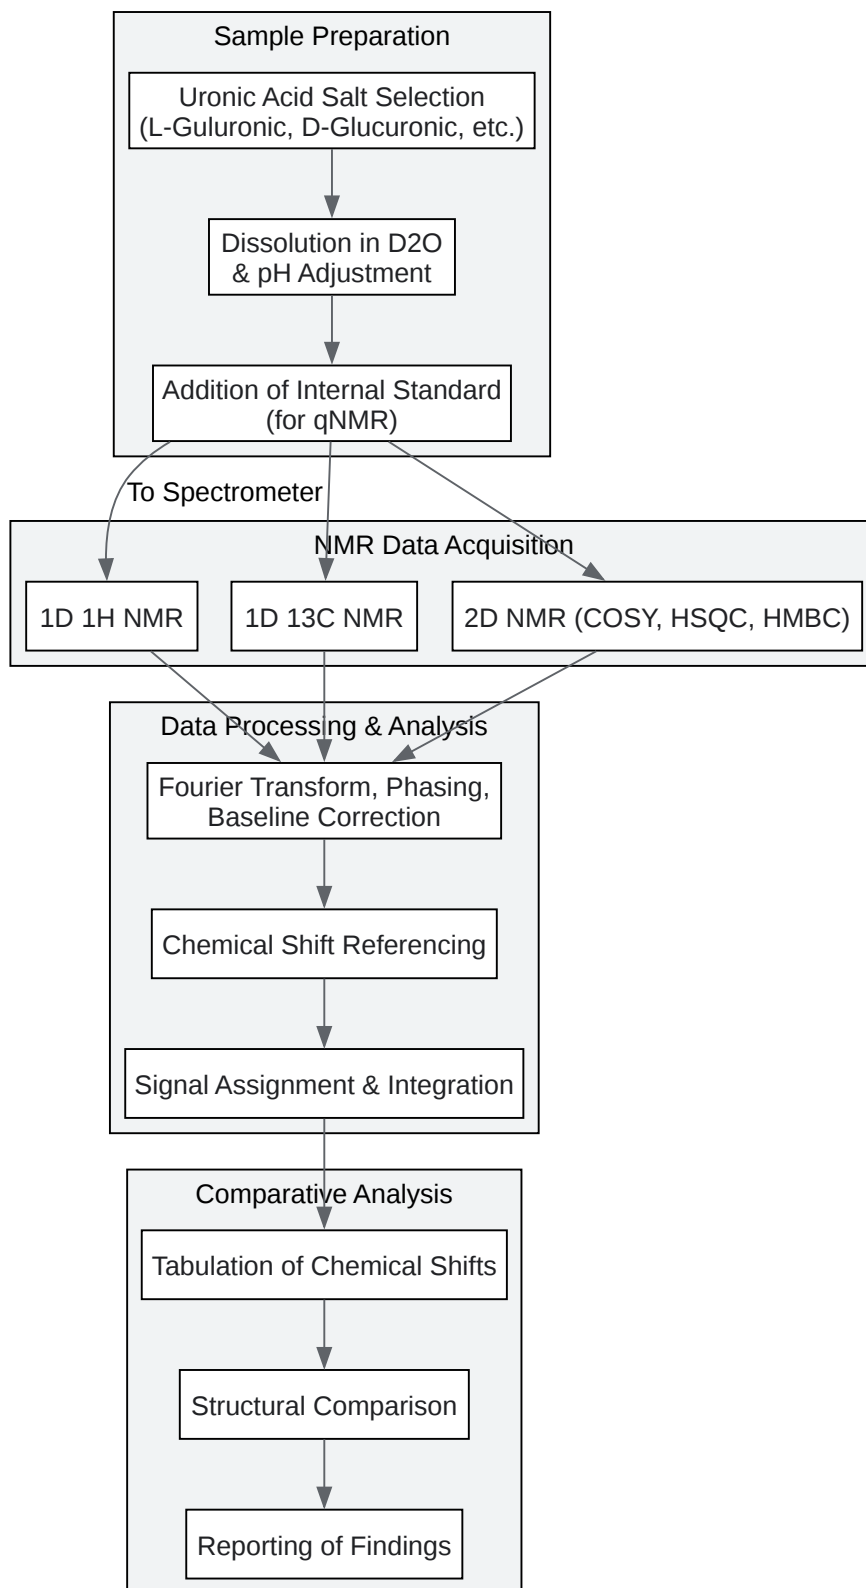 Sample Preparation
Uronic Acid Salt Selection
(L-Guluronic, D-Glucuronic, etc.)
Dissolution in D2O
& pH Adjustment
Addition of Internal Standard
(for qNMR)
To Spectrometer
NMR Data Acquisition
1D 1H NMR
1D 13C NMR
2D NMR (COSY, HSQC, HMBC)
Data Processing & Analysis
Fourier Transform, Phasing,
Baseline Correction
Chemical Shift Referencing
Signal Assignment & Integration
Comparative Analysis
Tabulation of Chemical Shifts
Structural Comparison
Reporting of Findings